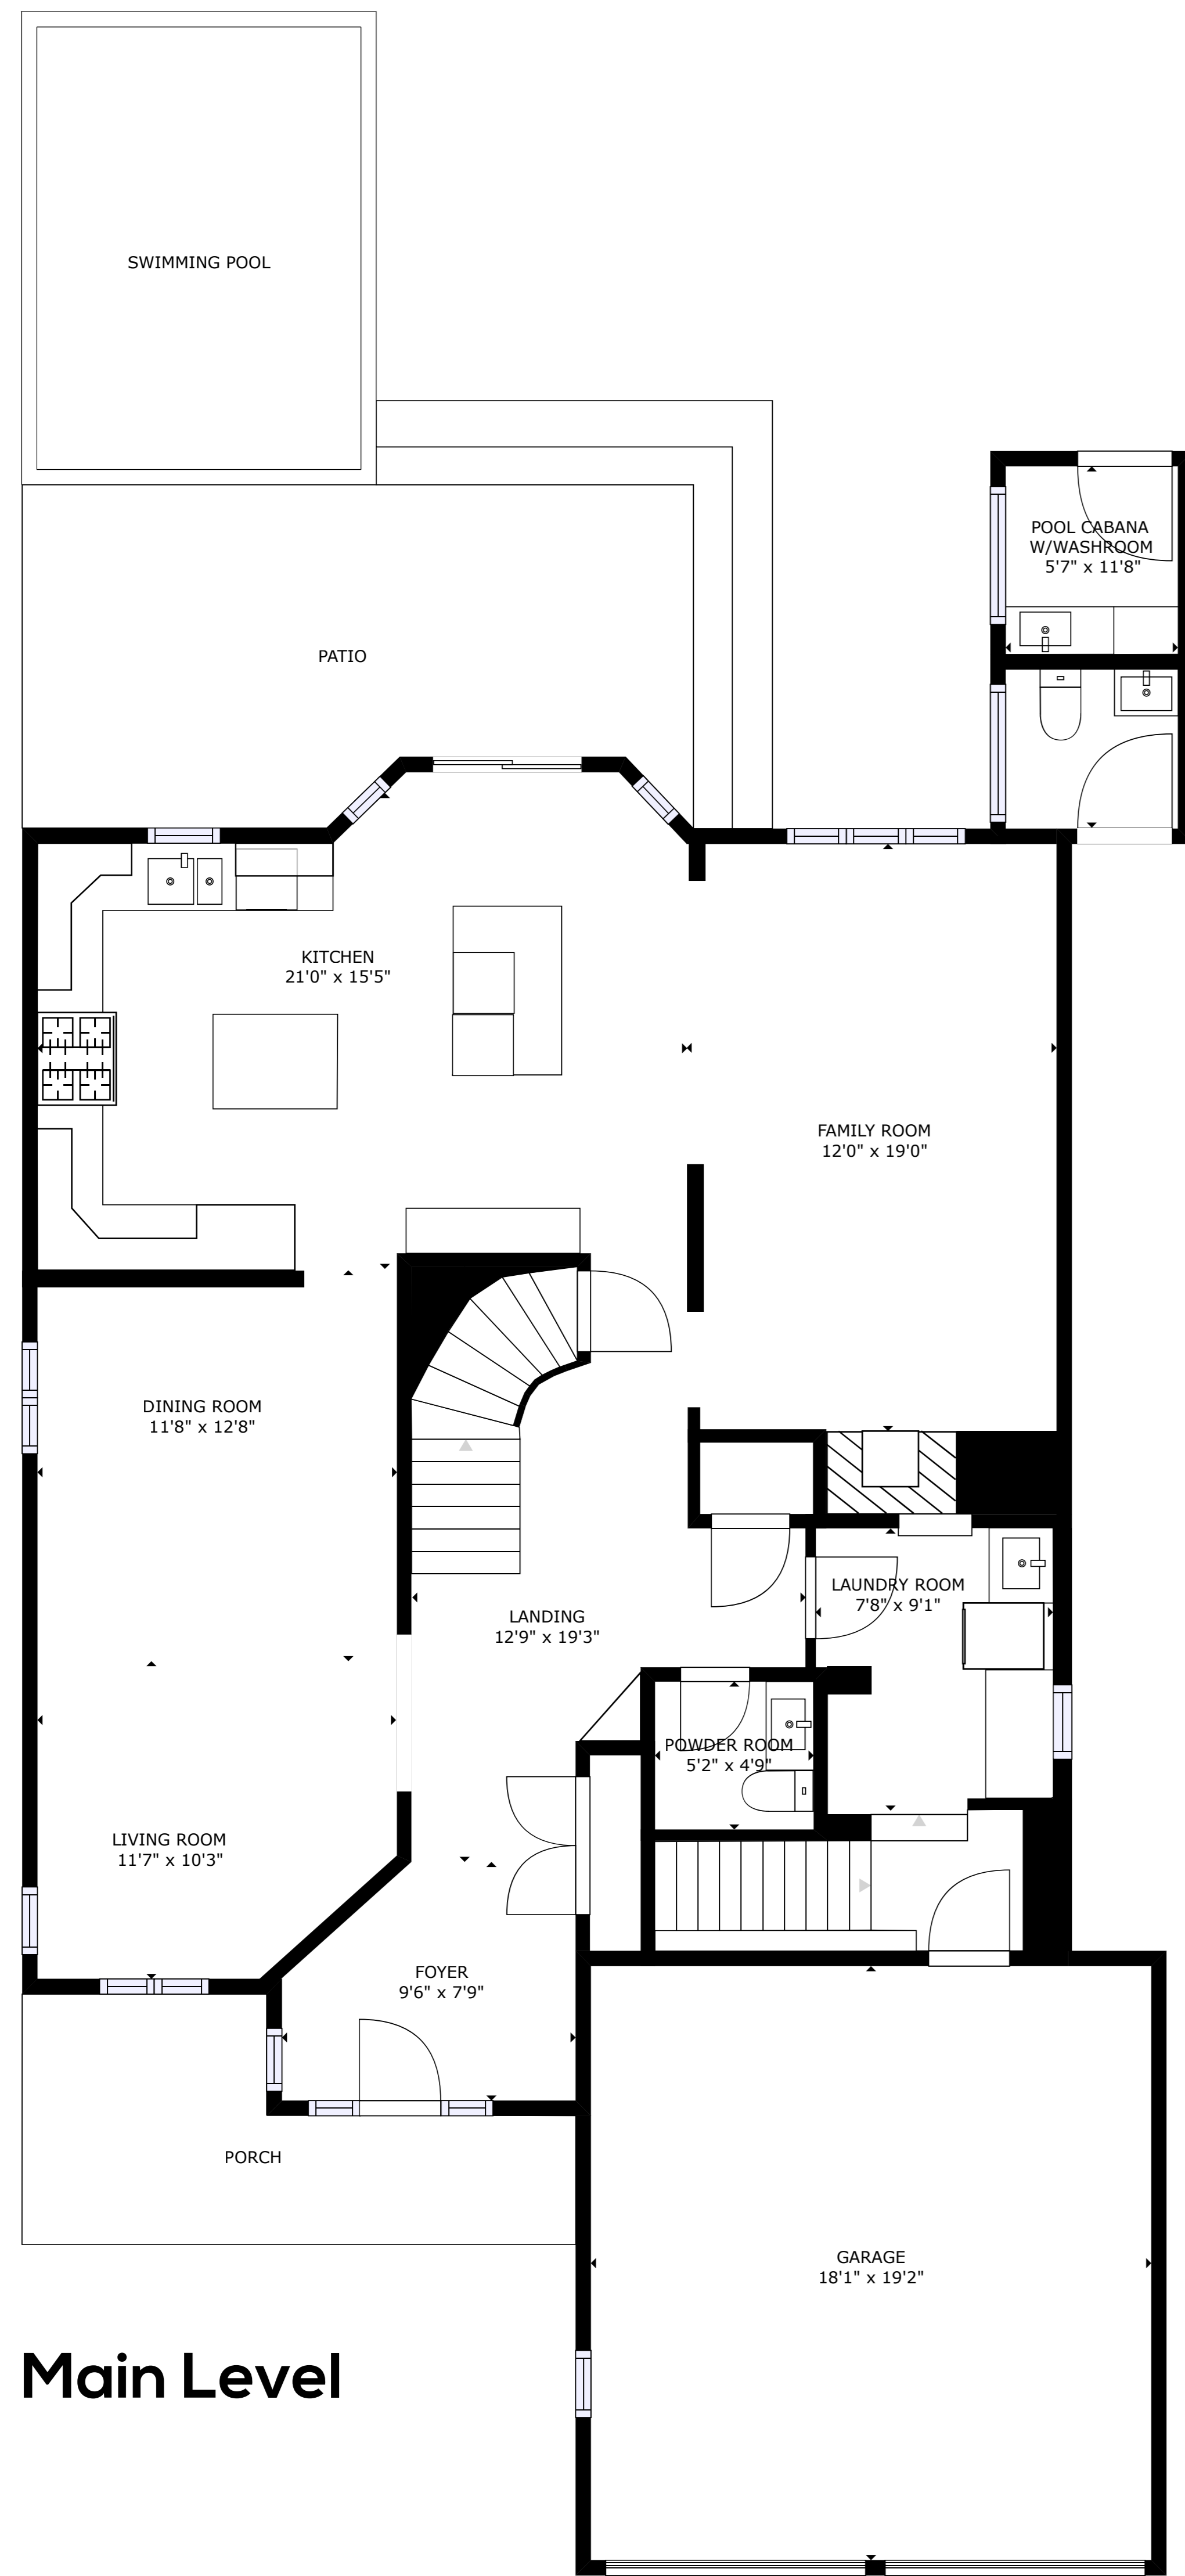 SWIMMING POOL
POOL CABANA
W/WASHROOM
5'7" x 11'8"
PATIO
KITCHEN
21'0" x 15'5"
FAMILY ROOM
12'0" x 19'0"
DINING ROOM
11'8" x 12'8"
LAUNDRY ROOM
7'8" x 9'1"
LANDING
12'9" x 19'3"
POWDER ROOM
5'2" x 4'9"
LIVING ROOM
11'7" x 10'3"
FOYER
9'6" x 7'9"
PORCH
GARAGE
18'1" x 19'2"
Main Level